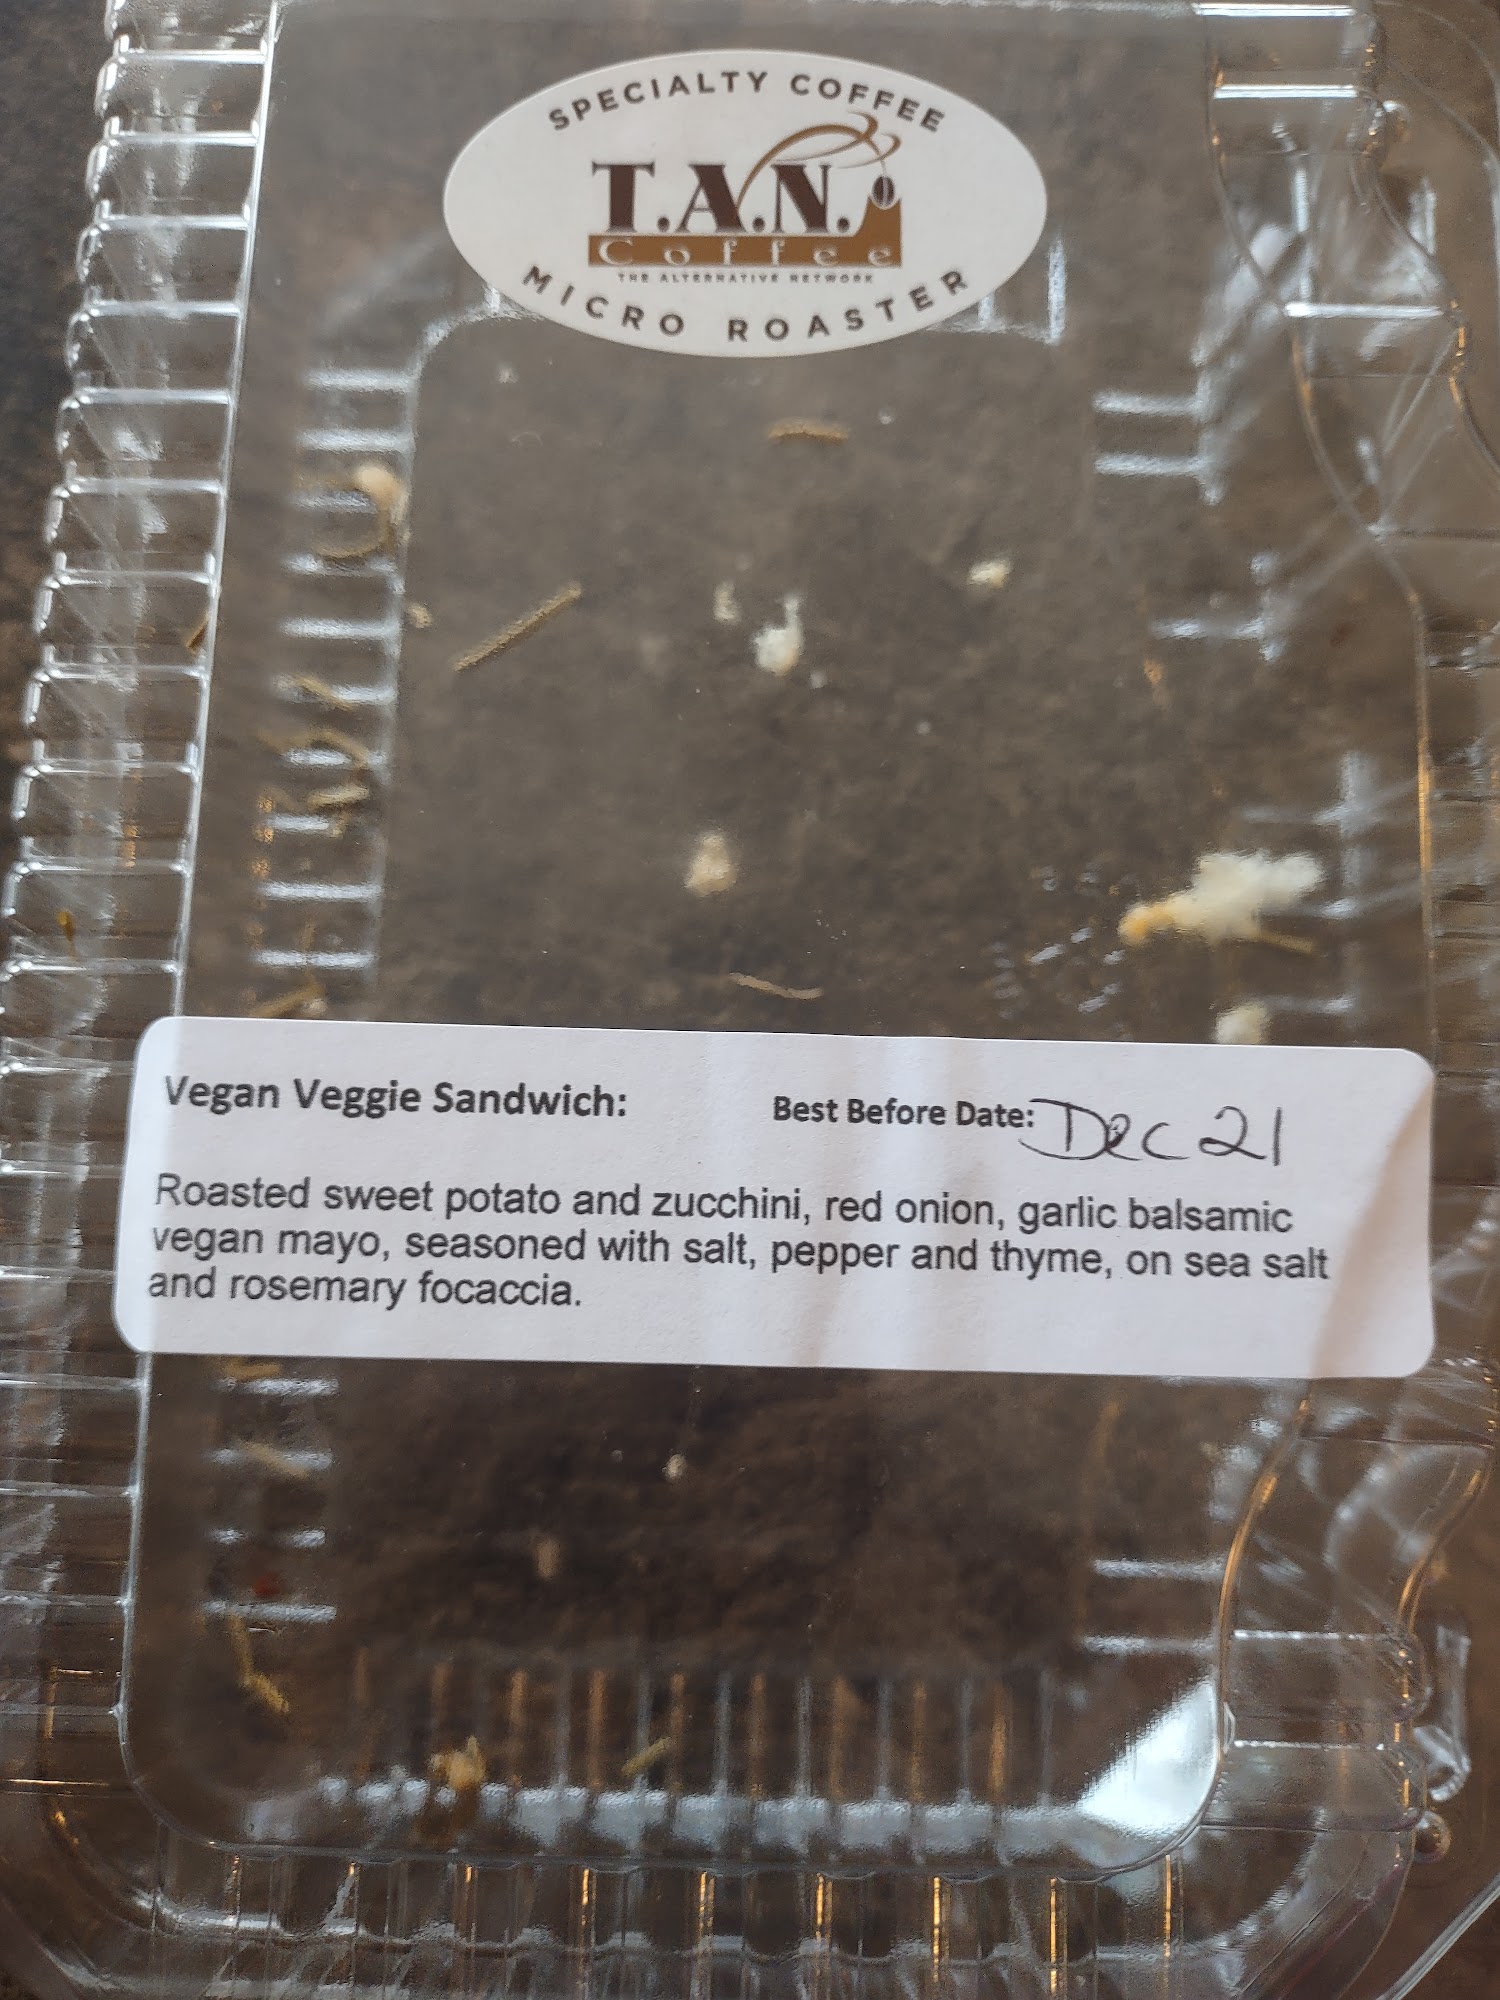 SPECIALTY COFFEE
T.A.N.
Coffee
THE ALTERNATIVE NETWORK
MICRO ROASTER
Vegan Veggie Sandwich: Best Before Date: Dec 21
Roasted sweet potato and zucchini, red onion, garlic balsamic
vegan mayo, seasoned with salt, pepper and thyme, on sea salt
and rosemary focaccia.